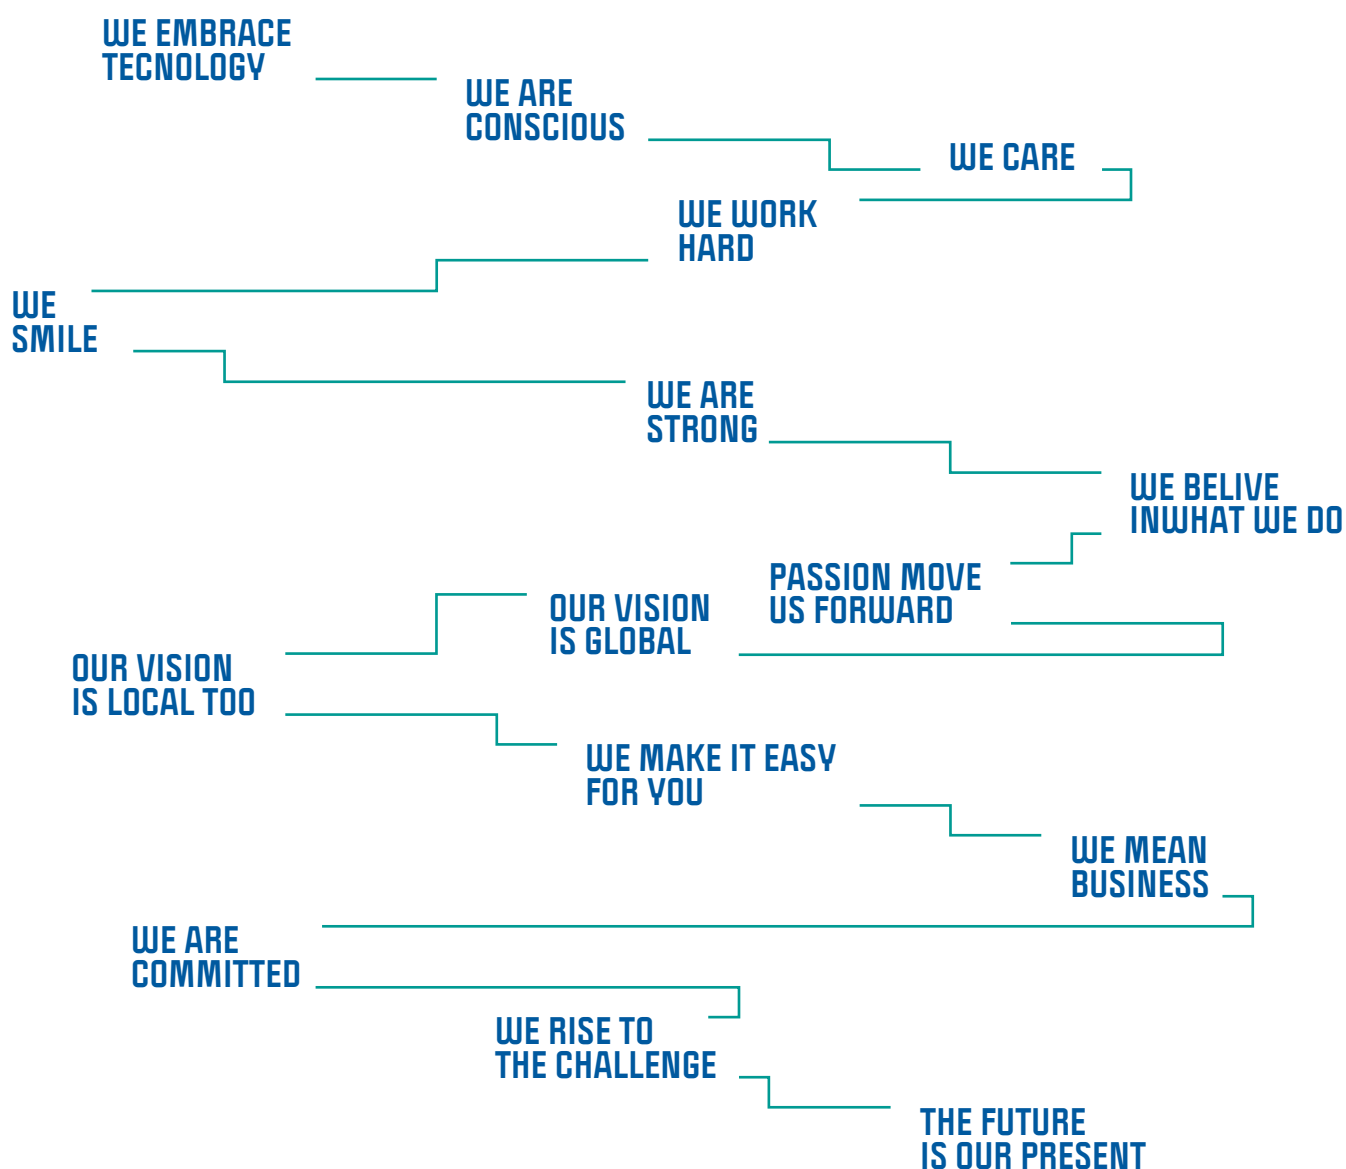 WE EMBRACE
TECNOLOGY
WE ARE
CONSCIOUS
WE CARE
WE WORK
HARD
WE
SMILE
WE ARE
STRONG
WE BELIVE
INWHAT WE DO
PASSION MOVE
US FORWARD
OUR VISION
IS GLOBAL
OUR VISION
IS LOCAL TOO
WE MAKE IT EASY
FOR YOU
WE MEAN
BUSINESS
WE ARE
COMMITTED
WE RISE TO
THE CHALLENGE
THE FUTURE
IS OUR PRESENT